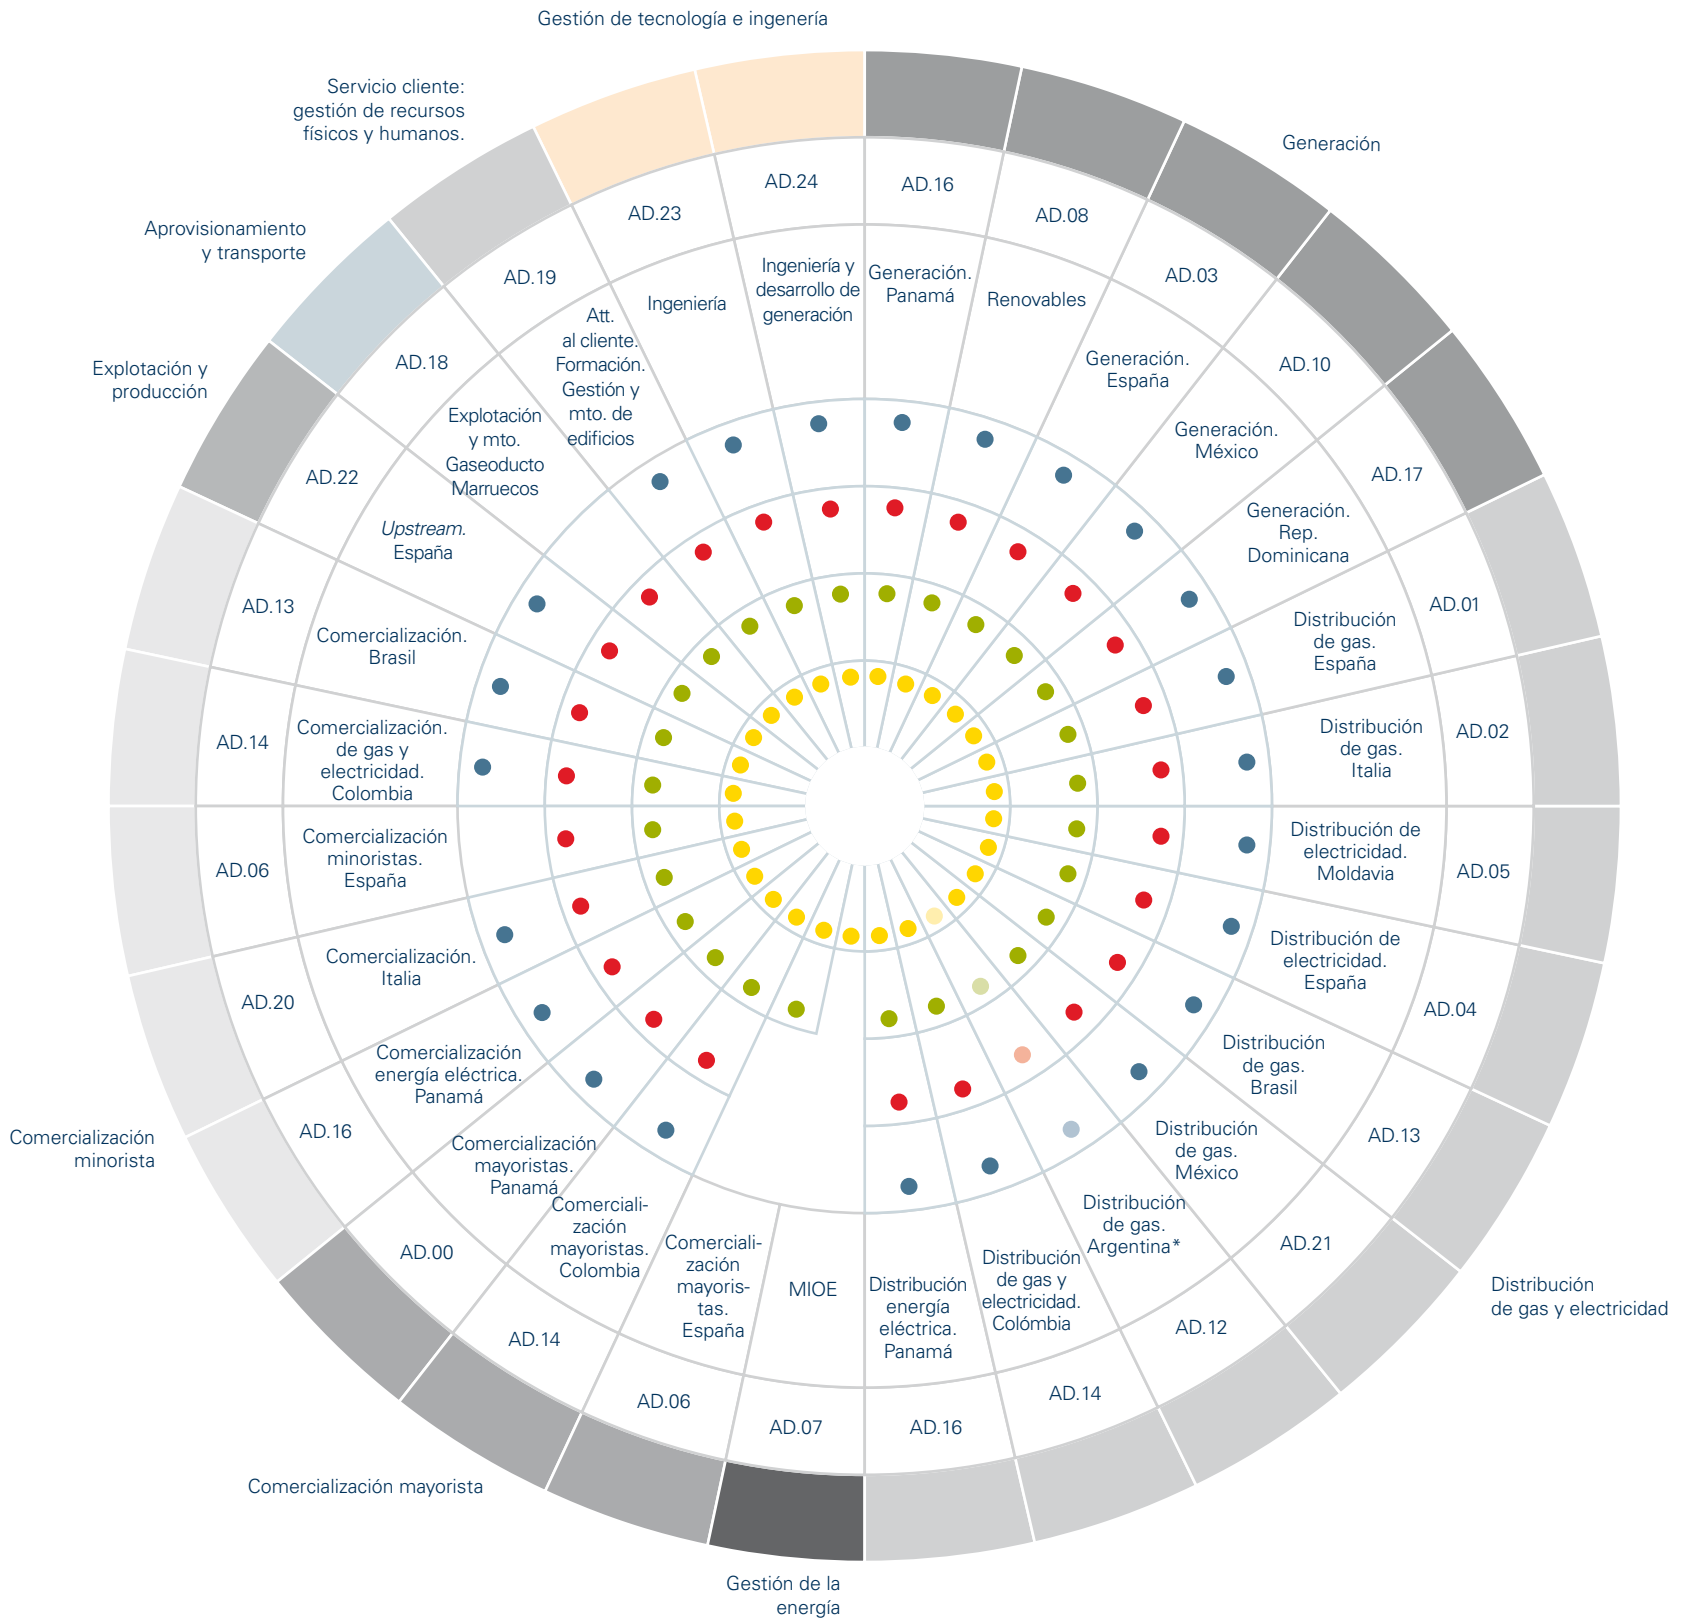 Gestión de tecnología e ingenería
Servicio cliente:
gestión de recursos
físicos y humanos.
Generación
Aprovisionamiento
y transporte
Explotación y
producción
Comercialización
minorista
Comercialización mayorista
Gestión de la
energía
Distribución
de gas y electricidad
AD.24
Ingeniería y
desarrollo de
generación
AD.16
Generación.
Panamá
AD.08
Renovables
AD.03
Generación.
España
AD.10
Generación.
México
AD.17
Generación.
Rep.
Dominicana
AD.01
Distribución
de gas.
España
AD.02
Distribución
de gas.
Italia
AD.05
Distribución de
electricidad.
Moldavia
AD.04
Distribución de
electricidad.
España
AD.13
Distribución
de gas.
Brasil
AD.21
Distribución
de gas.
México
AD.12
Distribución
de gas.
Argentina*
AD.14
Distribución
de gas y
electricidad.
Colómbia
AD.16
Distribución
energía
eléctrica.
Panamá
AD.07
MIOE
AD.06
Comerciali-
zación
mayoris-
tas.
España
AD.14
Comerciali-
zación
mayoristas.
Colombia
AD.00
Comercialización
mayoristas.
Panamá
AD.16
Comercialización
energía eléctrica.
Panamá
AD.20
Comercialización.
Italia
AD.06
Comercialización
minoristas.
España
AD.14
Comercialización.
de gas y
electricidad.
Colombia
AD.13
Comercialización.
Brasil
AD.22
Upstream.
España
AD.18
Explotación
y mto.
Gaseoducto
Marruecos
AD.19
Att.
al cliente.
Formación.
Gestión y
mto. de
edificios
AD.23
Ingeniería